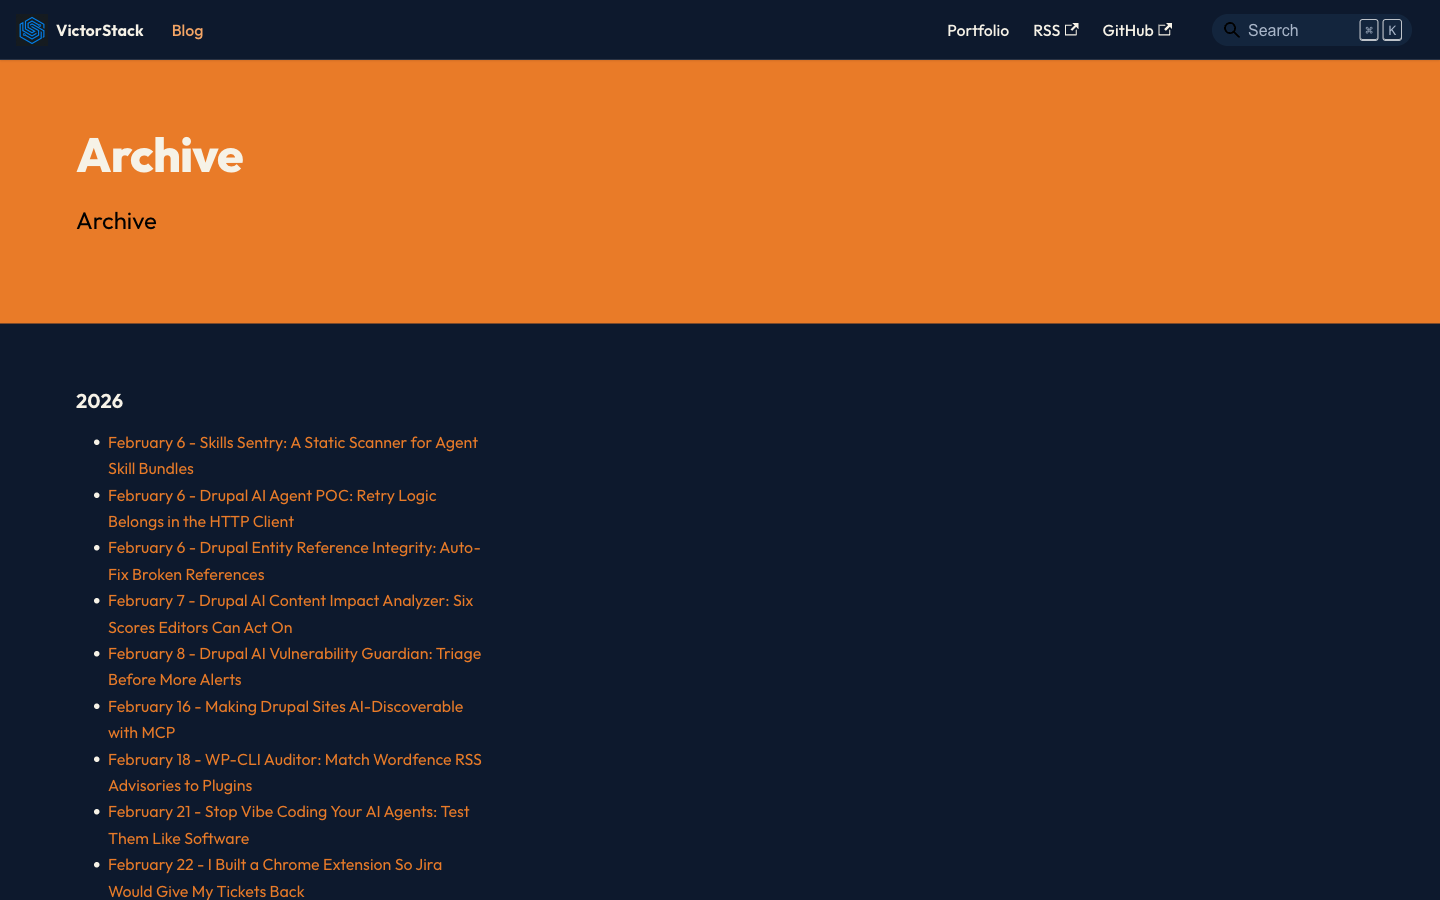 VictorStack Blog Portfolio RSS GitHub Search ⌘ K
Archive
Archive
2026
February 6 - Skills Sentry: A Static Scanner for Agent
Skill Bundles
February 6 - Drupal AI Agent POC: Retry Logic
Belongs in the HTTP Client
February 6 - Drupal Entity Reference Integrity: Auto-
Fix Broken References
February 7 - Drupal AI Content Impact Analyzer: Six
Scores Editors Can Act On
February 8 - Drupal AI Vulnerability Guardian: Triage
Before More Alerts
February 16 - Making Drupal Sites AI-Discoverable
with MCP
February 18 - WP-CLI Auditor: Match Wordfence RSS
Advisories to Plugins
February 21 - Stop Vibe Coding Your AI Agents: Test
Them Like Software
February 22 - I Built a Chrome Extension So Jira
Would Give My Tickets Back